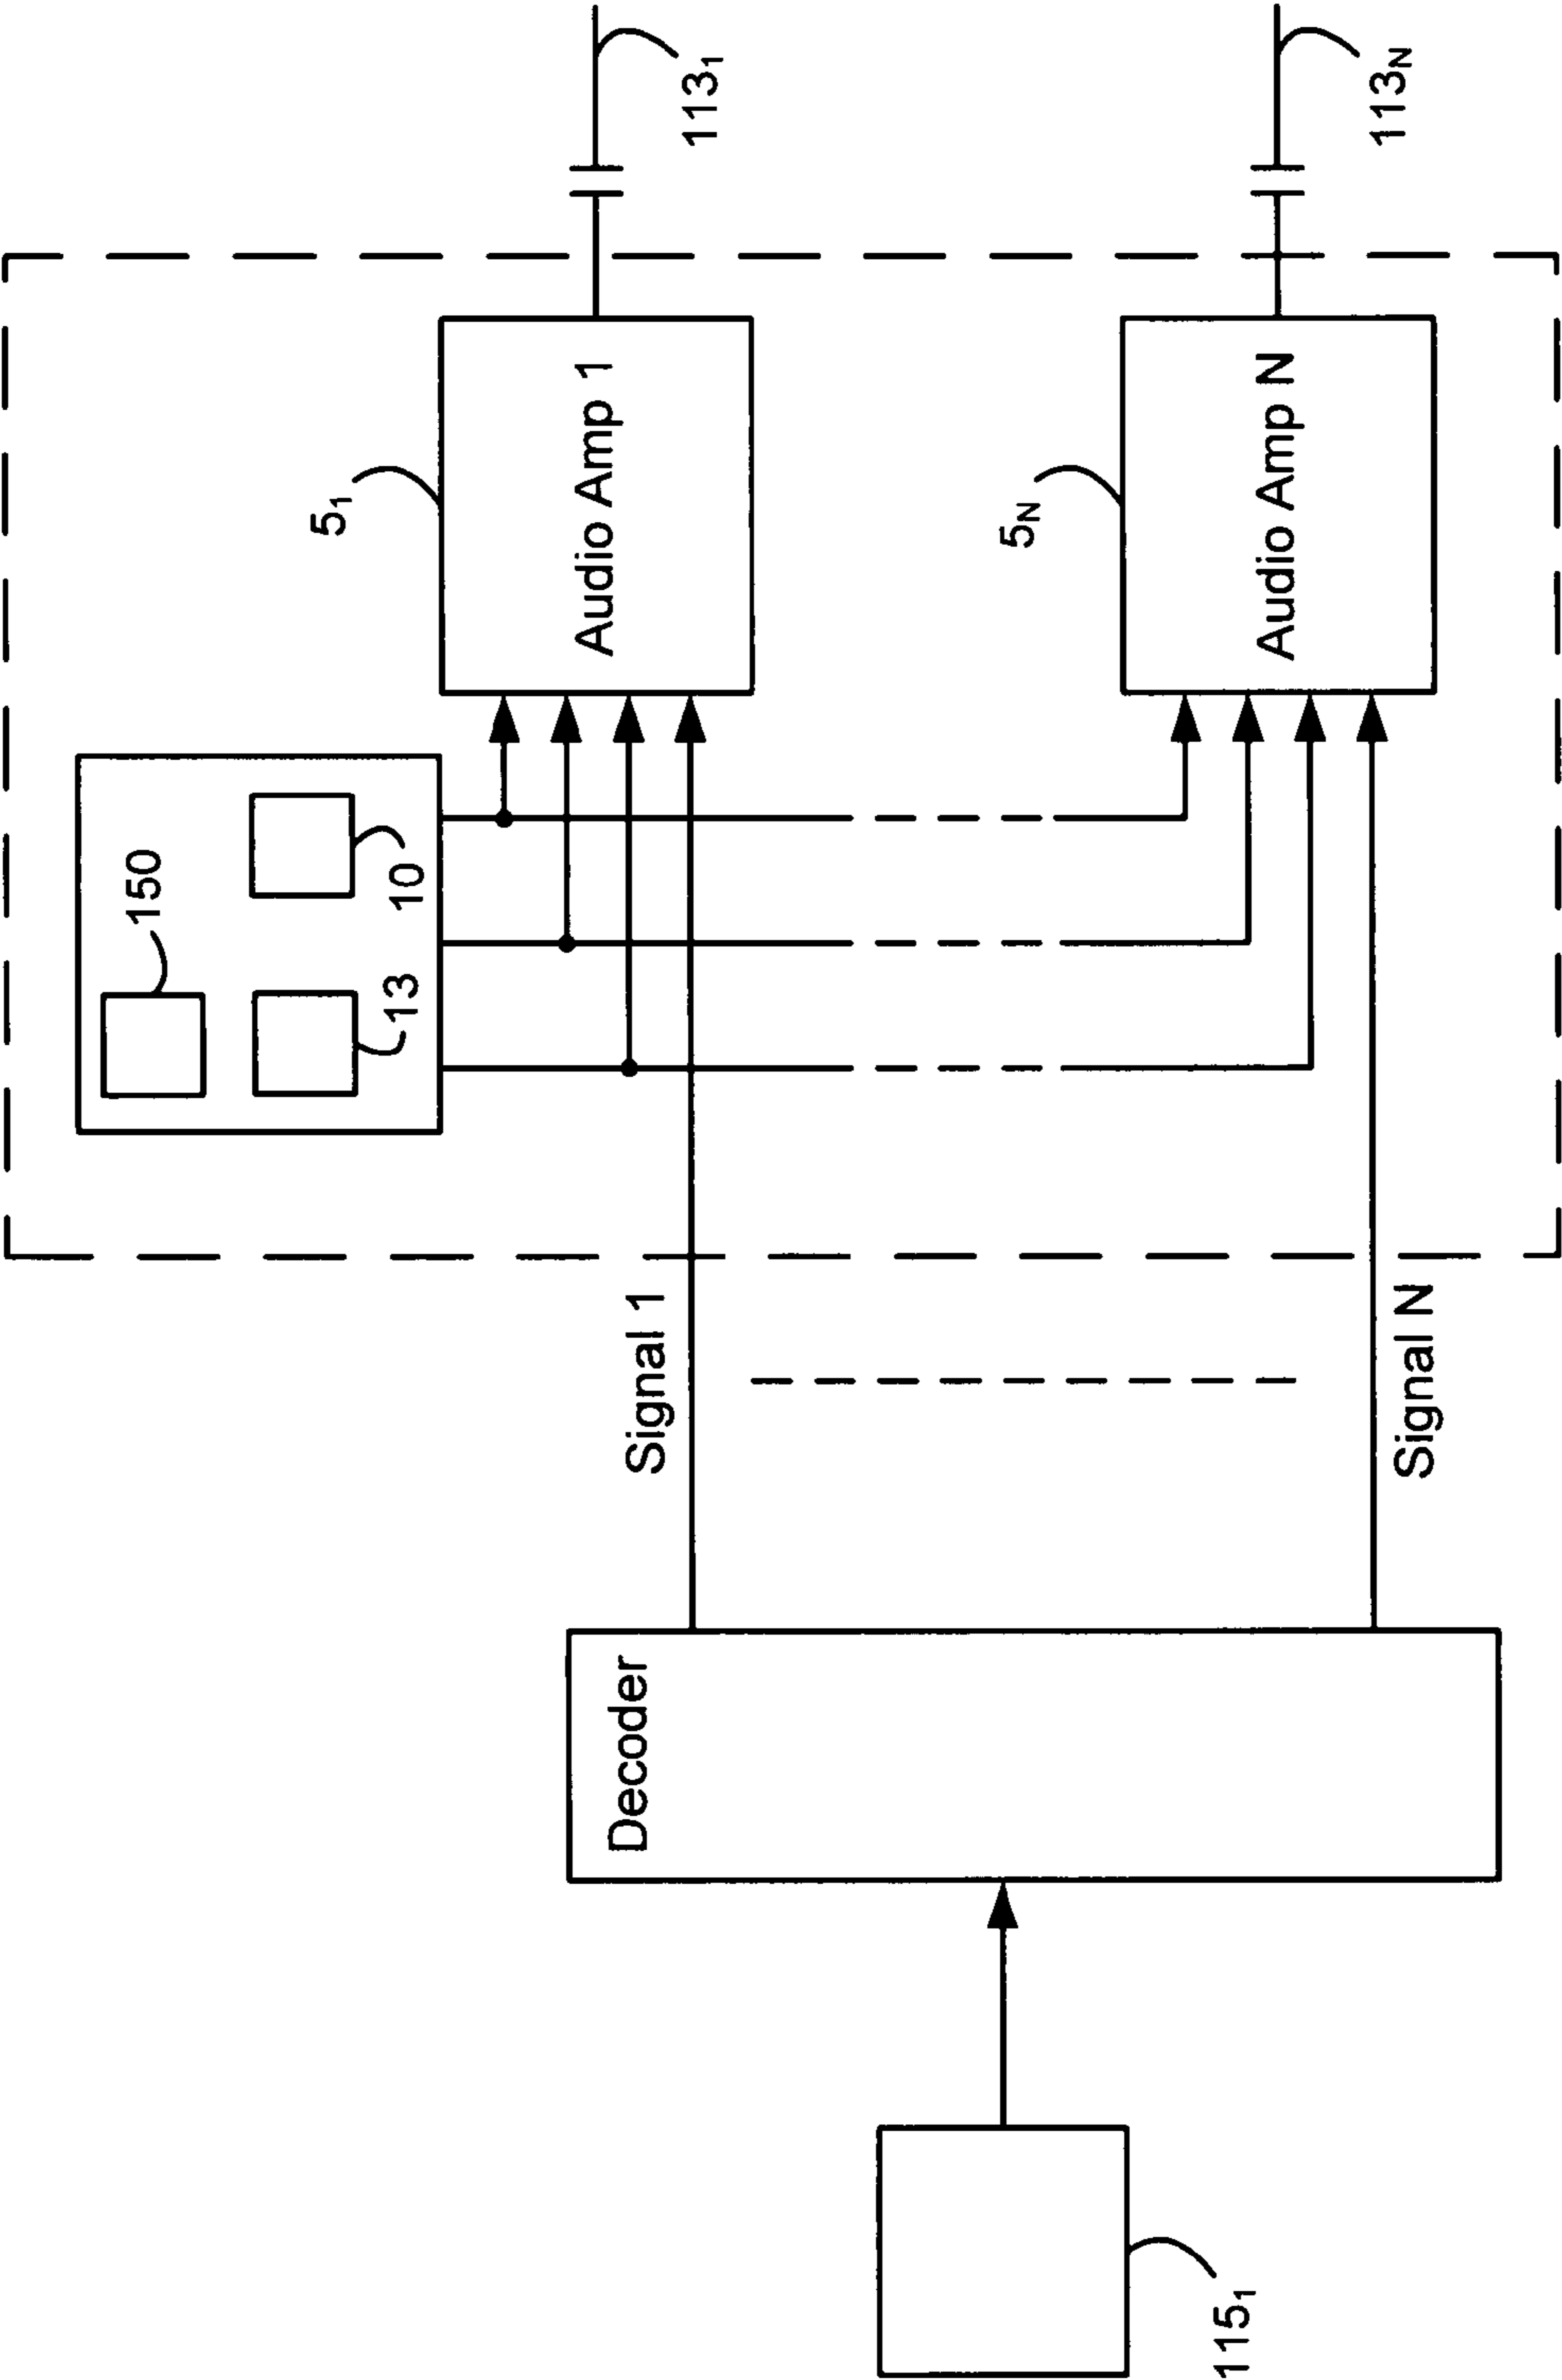 115₁
Decoder
Signal 1
Signal N
150
13
10
5₁
Audio Amp 1
5N
Audio Amp N
113₁
113N